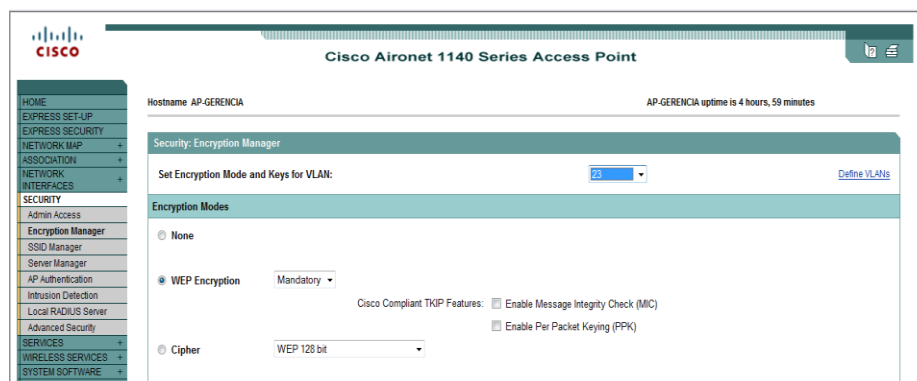 CISCO
Cisco Aironet 1140 Series Access Point
HOME
EXPRESS SET-UP
EXPRESS SECURITY
NETWORK MAP +
ASSOCIATION +
NETWORK INTERFACES +
SECURITY
Admin Access
Encryption Manager
SSID Manager
Server Manager
AP Authentication
Intrusion Detection
Local RADIUS Server
Advanced Security
SERVICES +
WIRELESS SERVICES +
SYSTEM SOFTWARE +
Hostname AP-GERENCIA
AP-GERENCIA uptime is 4 hours, 59 minutes
Security: Encryption Manager
Set Encryption Mode and Keys for VLAN: 23 Define VLANs
Encryption Modes
None
WEP Encryption Mandatory
Cisco Compliant TKIP Features: Enable Message Integrity Check (MIC)
Enable Per Packet Keying (PPK)
Cipher WEP 128 bit